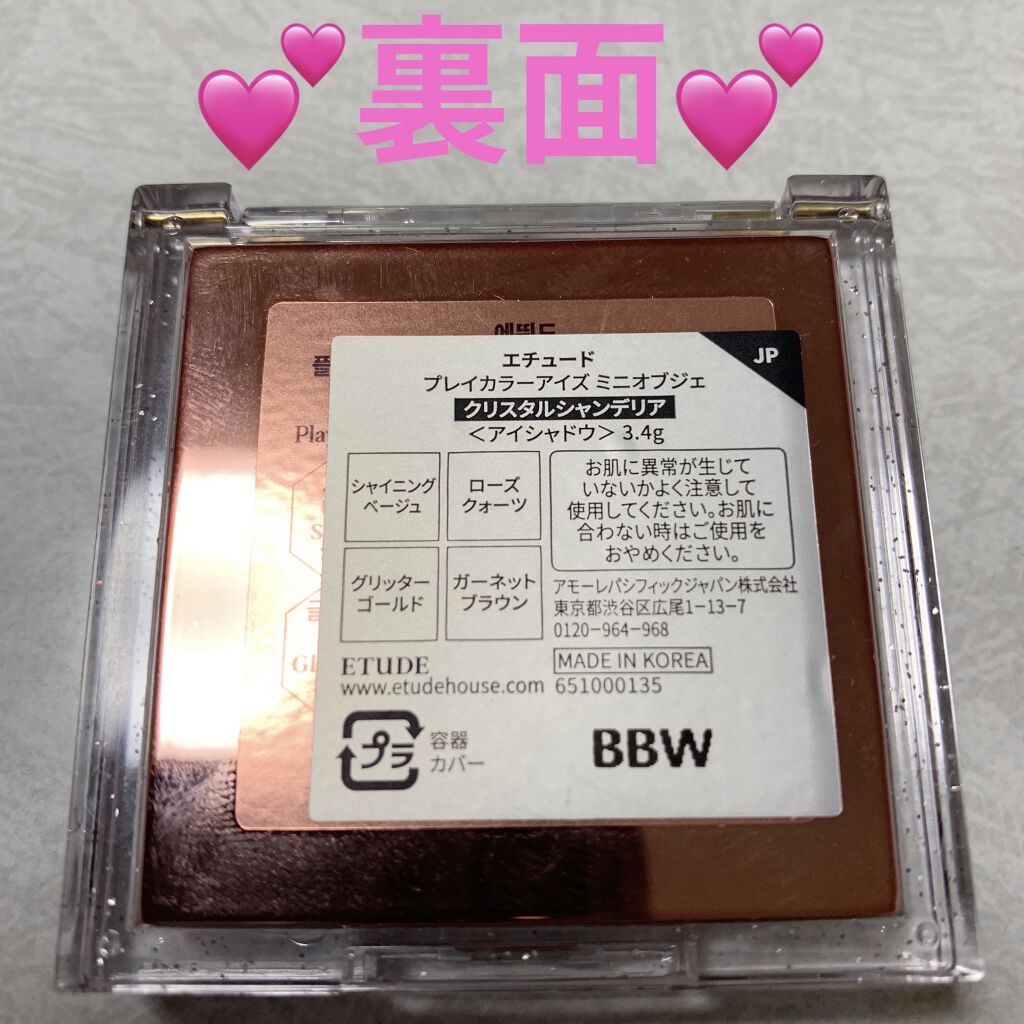 💕裏面💕
에뛰드
플
Play
エチュード
JP
プレイカラーアイズ ミニオブジェ
クリスタルシャンデリア
<アイシャドウ> 3.4g
シャイニング
ベージュ
ローズ
クォーツ
グリッター
ゴールド
ガーネット
ブラウン
お肌に異常が生じて
いないかよく注意して
使用してください。お肌に
合わない時はご使用を
おやめください。
アモーレパシフィックジャパン株式会社
東京都渋谷区広尾1-13-7
0120-964-968
ETUDE
www.etudehouse.com
MADE IN KOREA
651000135
プラ
容器
カバー
BBW